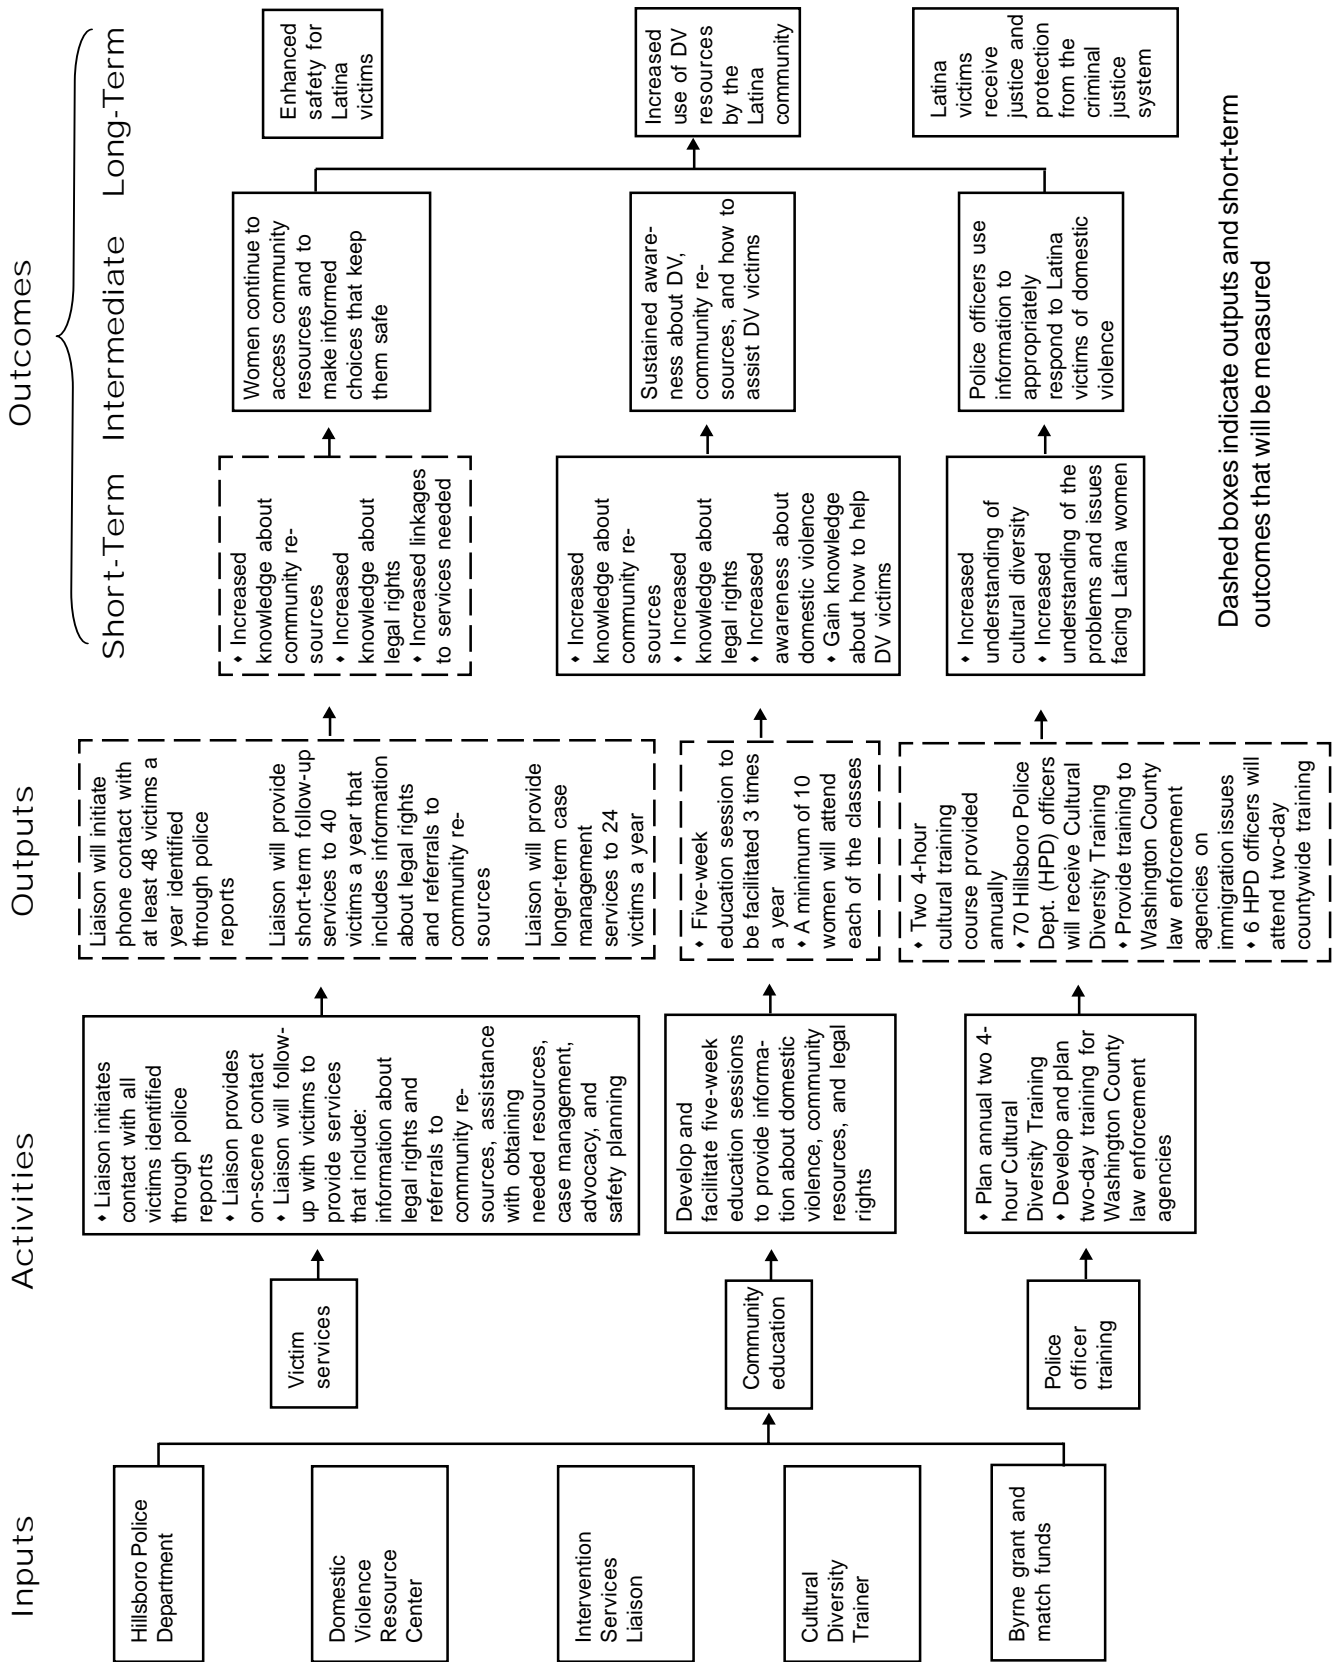 Inputs
Activities
Outputs
Outcomes
Short-Term
Intermediate
Long-Term
Hillsboro Police
Department
Domestic
Violence
Resource
Center
Intervention
Services
Liaison
Cultural
Diversity
Trainer
Byrne grant and
match funds
Victim
services
Community
education
Police
officer
training
• Liaison initiates
contact with all
victims identified
through police
reports
• Liaison provides
on-scene contact
• Liaison will follow-
up with victims to
provide services
that include:
information about
legal rights and
referrals to
community re-
sources, assistance
with obtaining
needed resources,
case management,
advocacy, and
safety planning
Develop and
facilitate five-week
education sessions
to provide informa-
tion about domestic
violence, community
resources, and legal
rights
• Plan annual two 4-
hour Cultural
Diversity Training
• Develop and plan
two-day training for
Washington County
law enforcement
agencies
Liaison will initiate
phone contact with
at least 48 victims a
year identified
through police
reports
Liaison will provide
short-term follow-up
services to 40
victims a year that
includes information
about legal rights
and referrals to
community re-
sources
Liaison will provide
longer-term case
management
services to 24
victims a year
• Five-week
education session to
be facilitated 3 times
a year
• A minimum of 10
women will attend
each of the classes
• Two 4-hour
cultural training
course provided
annually
• 70 Hillsboro Police
Dept. (HPD) officers
will receive Cultural
Diversity Training
• Provide training to
Washington County
law enforcement
agencies on
immigration issues
• 6 HPD officers will
attend two-day
countywide training
• Increased
knowledge about
community re-
sources
• Increased
knowledge about
legal rights
• Increased linkages
to services needed
• Increased
knowledge about
community re-
sources
• Increased
knowledge about
legal rights
• Increased
awareness about
domestic violence
• Gain knowledge
about how to help
DV victims
• Increased
understanding of
cultural diversity
• Increased
understanding of the
problems and issues
facing Latina women
Women continue to
access community
resources and to
make informed
choices that keep
them safe
Sustained aware-
ness about DV,
community re-
sources, and how to
assist DV victims
Police officers use
information to
appropriately
respond to Latina
victims of domestic
violence
Enhanced
safety for
Latina
victims
Increased
use of DV
resources
by the
Latina
community
Latina
victims
receive
justice and
protection
from the
criminal
justice
system
Dashed boxes indicate outputs and short-term
outcomes that will be measured